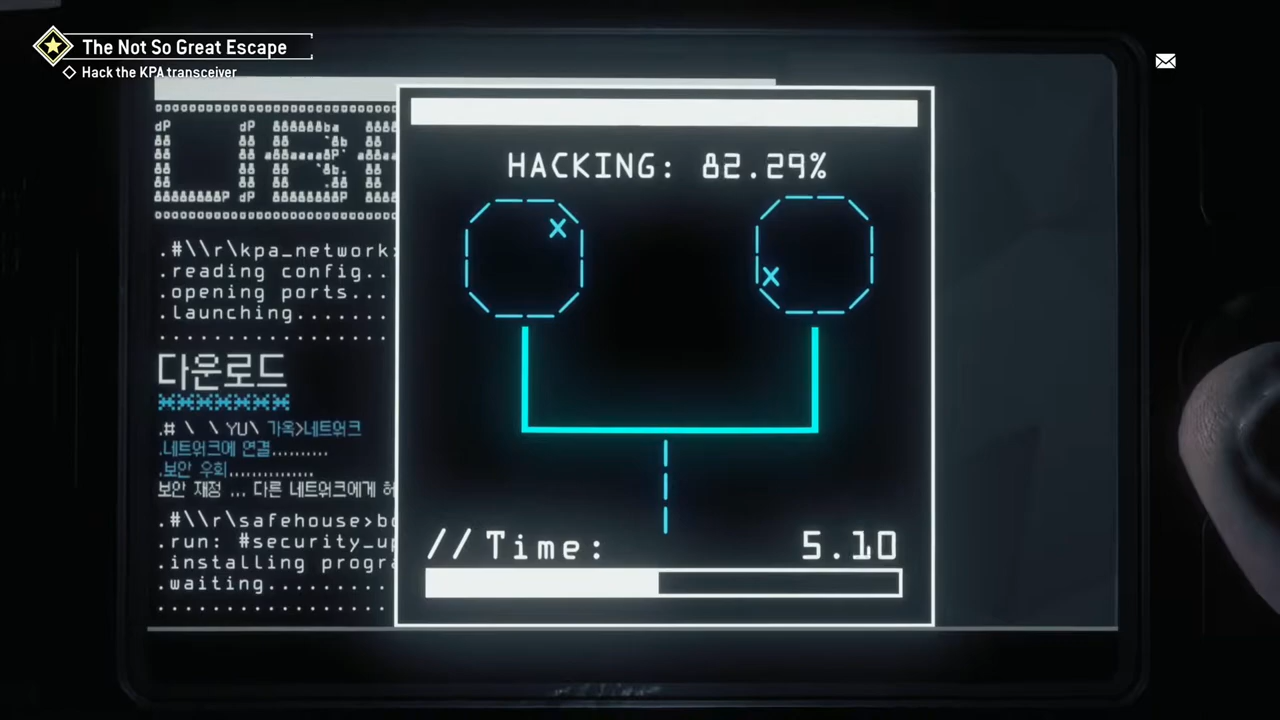 The Not So Great Escape
Hack the KPA transceiver
HACKING: 82.29%
X
X
.#\\r\kpa_network>
.reading config..
.opening ports...
.launching.......
다운로드
.# \ \ YU\ 가옥>네트워크
.네트워크에 연결..........
.보안 우회...............
보안 재정 ... 다른 네트워크에게 허
.#\\r\safehouse>bo
.run: #security_up
.installing progra
.waiting........
//Time: 5.10